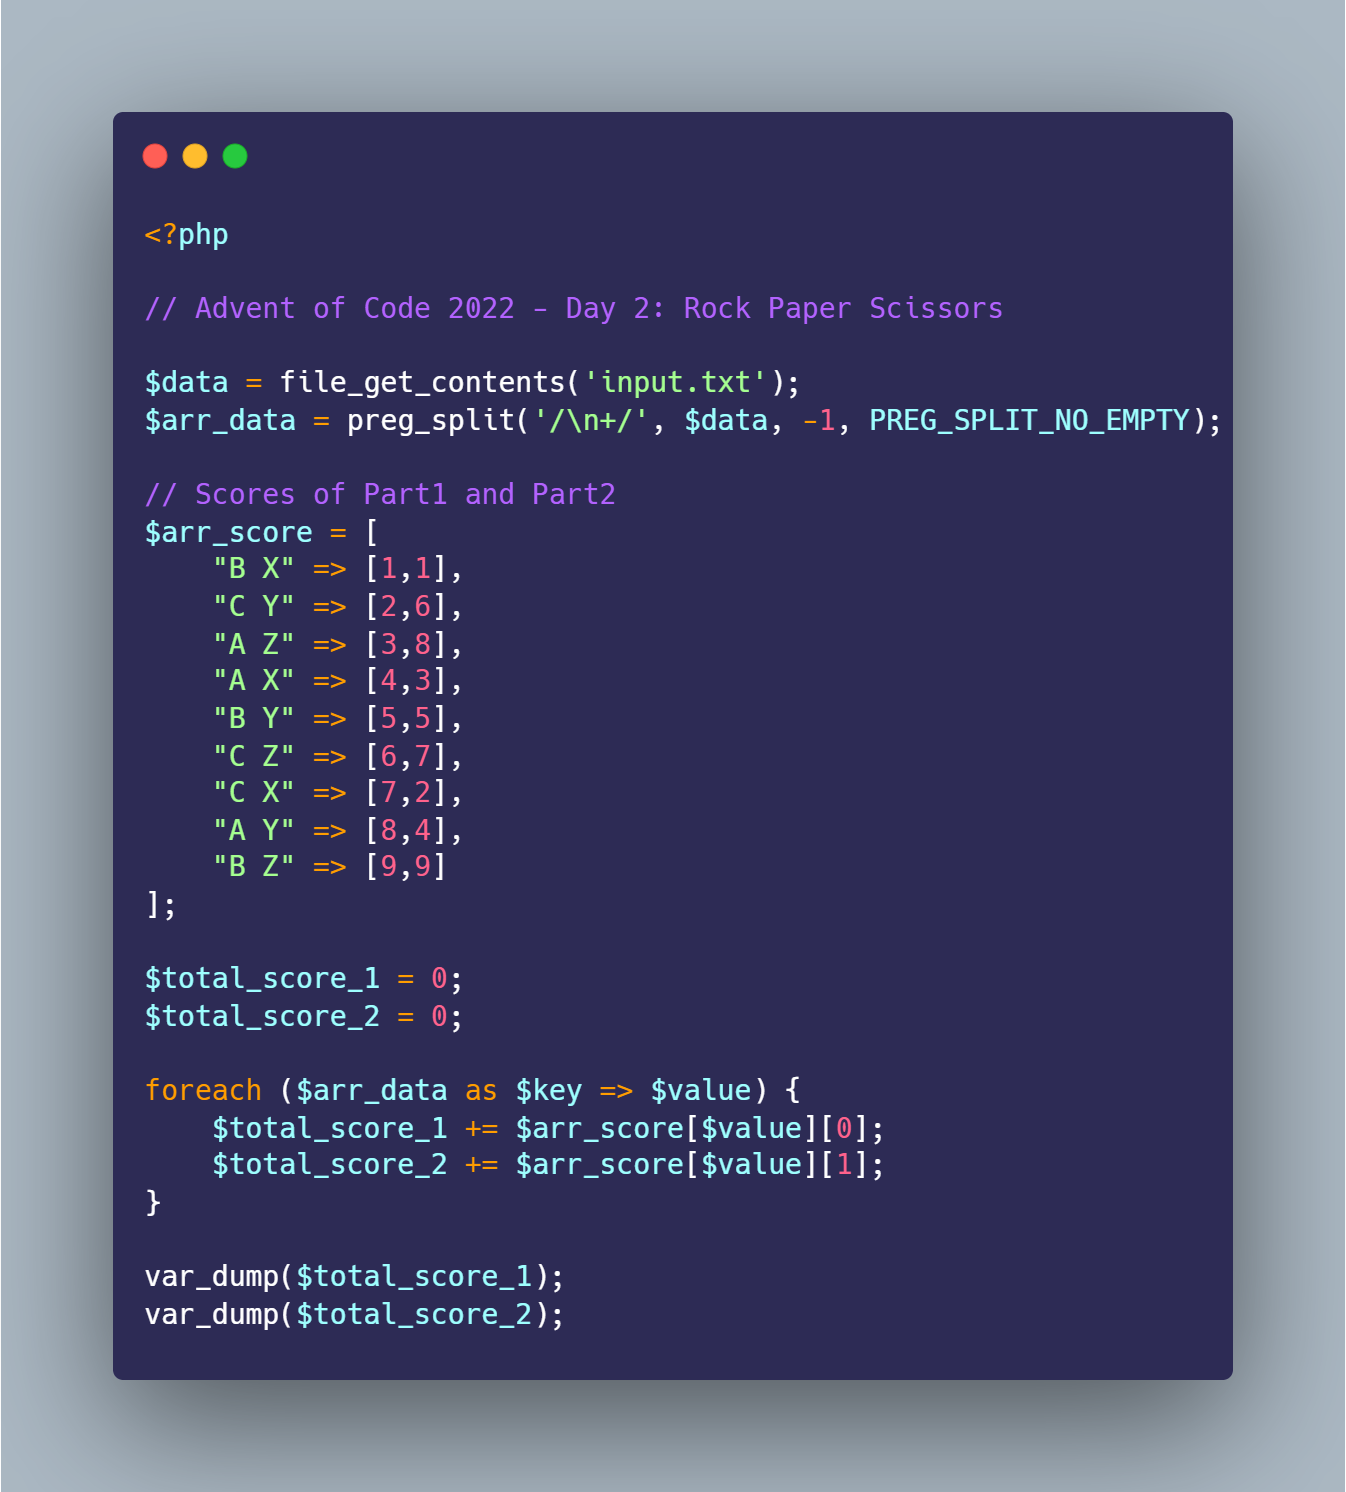 <?php
// Advent of Code 2022 - Day 2: Rock Paper Scissors
$data = file_get_contents('input.txt');
$arr_data = preg_split('/\n+/', $data, -1, PREG_SPLIT_NO_EMPTY);
// Scores of Part1 and Part2
$arr_score = [
    "B X" => [1,1],
    "C Y" => [2,6],
    "A Z" => [3,8],
    "A X" => [4,3],
    "B Y" => [5,5],
    "C Z" => [6,7],
    "C X" => [7,2],
    "A Y" => [8,4],
    "B Z" => [9,9]
];
$total_score_1 = 0;
$total_score_2 = 0;
foreach ($arr_data as $key => $value) {
    $total_score_1 += $arr_score[$value][0];
    $total_score_2 += $arr_score[$value][1];
}
var_dump($total_score_1);
var_dump($total_score_2);